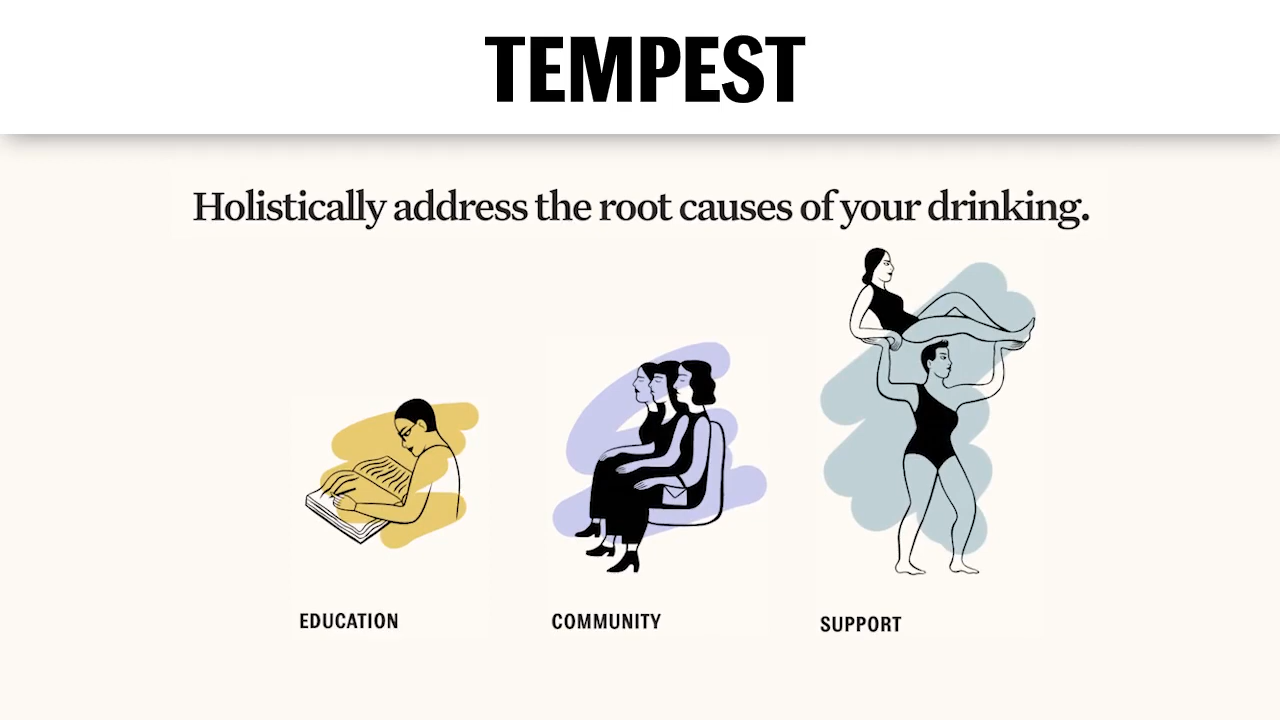 TEMPEST
Holistically address the root causes of your drinking.
EDUCATION
COMMUNITY
SUPPORT